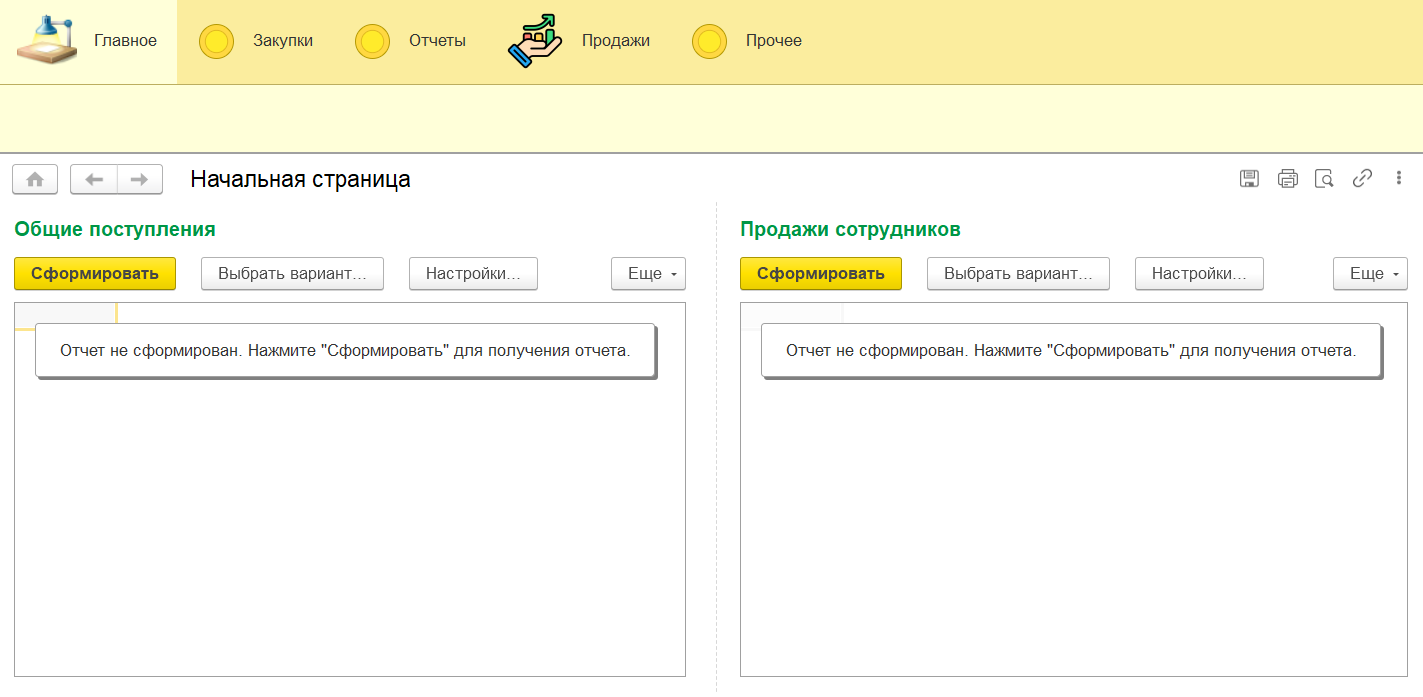 Главное
Закупки
Отчеты
Продажи
Прочее
Начальная страница
Общие поступления
Сформировать
Выбрать вариант...
Настройки...
Еще
Отчет не сформирован. Нажмите "Сформировать" для получения отчета.
Продажи сотрудников
Сформировать
Выбрать вариант...
Настройки...
Еще
Отчет не сформирован. Нажмите "Сформировать" для получения отчета.